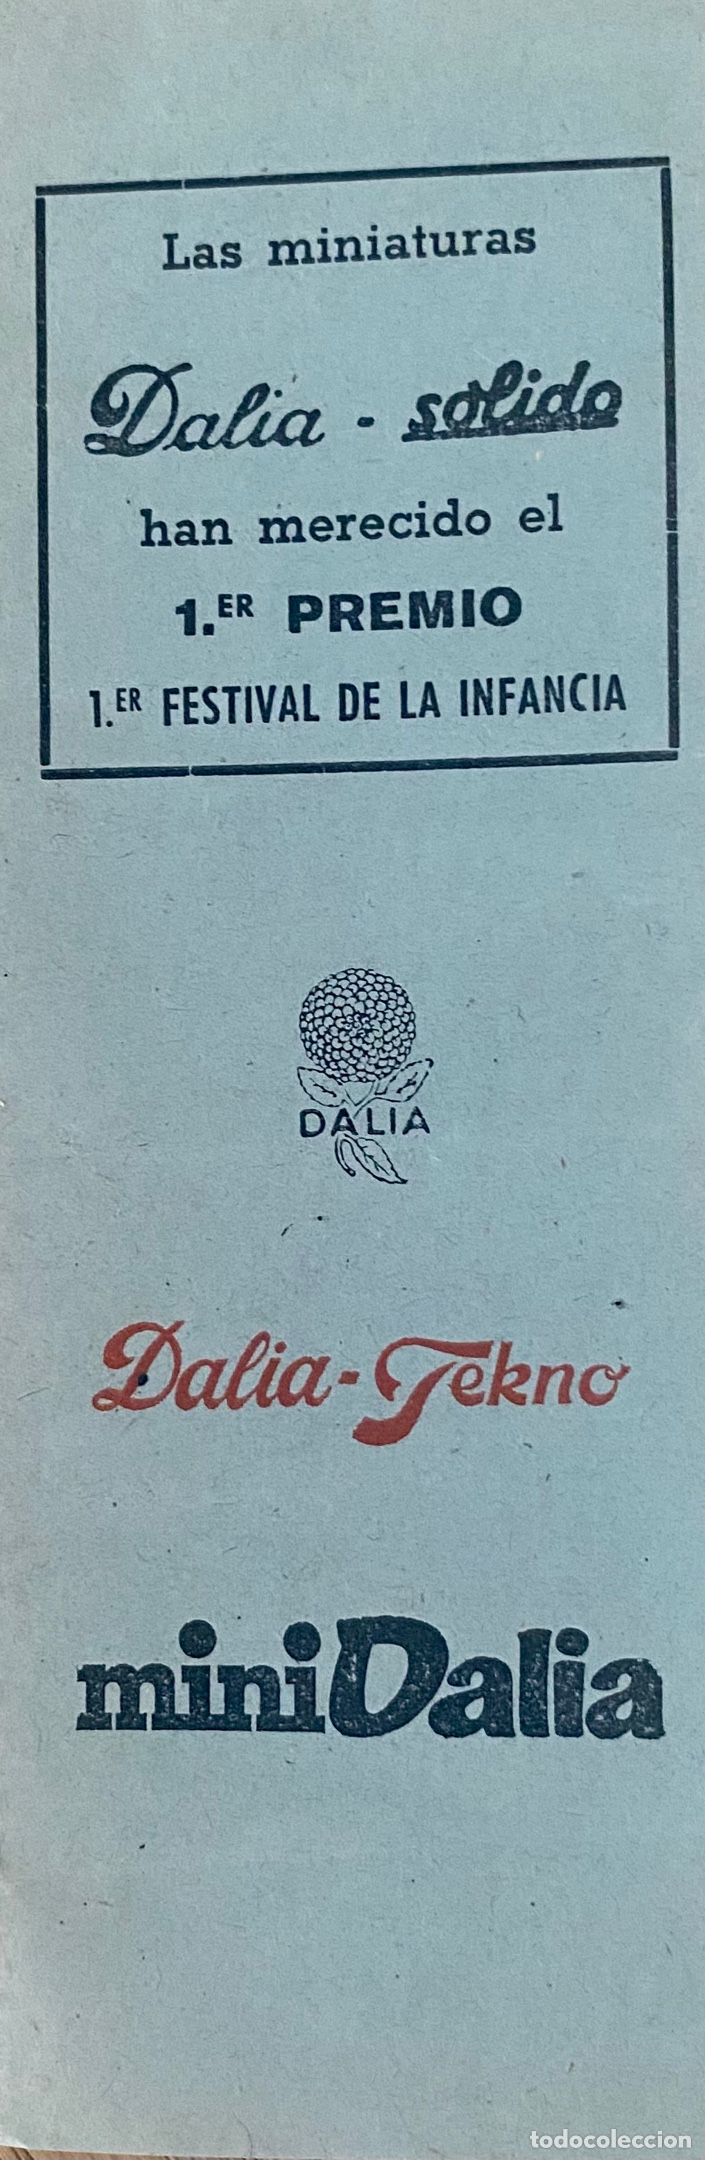 Las miniaturas
Dalia - solido
han merecido el
1.ER PREMIO
1.ER FESTIVAL DE LA INFANCIA
DALIA
Dalia-Tekno
miniDalia
todocoleccion